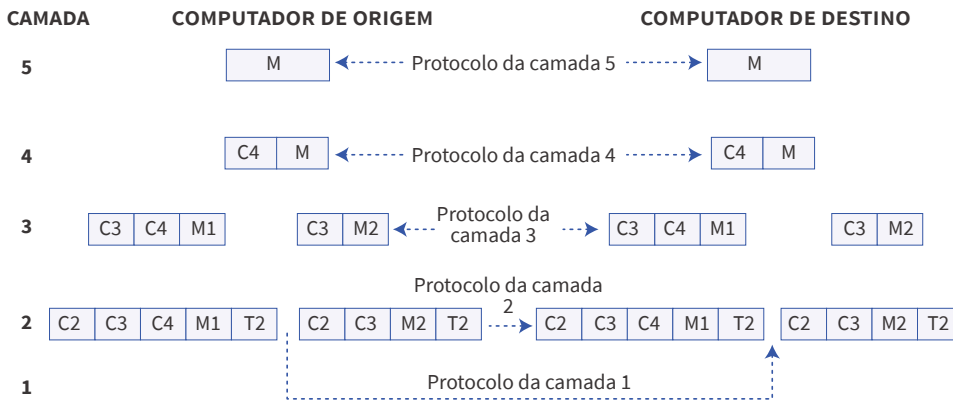 CAMADA COMPUTADOR DE ORIGEM COMPUTADOR DE DESTINO
5 M Protocolo da camada 5 M
4 C4 M Protocolo da camada 4 C4 M
3 C3 C4 M1 C3 M2 Protocolo da camada 3 C3 C4 M1 C3 M2
Protocolo da camada
2
2 C2 C3 C4 M1 T2 C2 C3 M2 T2 C2 C3 C4 M1 T2 C2 C3 M2 T2
1 Protocolo da camada 1